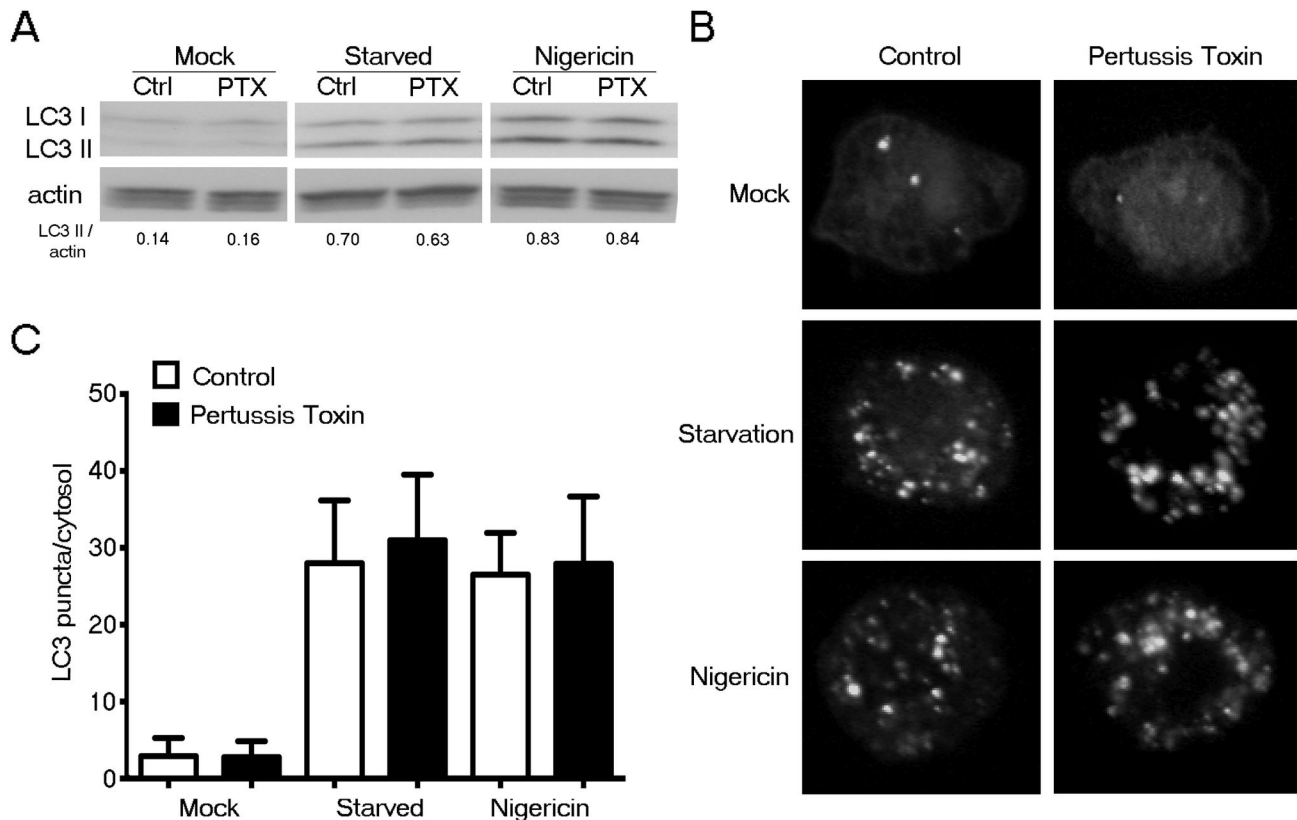 A
Mock Starved Nigericin
Ctrl PTX Ctrl PTX Ctrl PTX
LC3 I
LC3 II
actin
LC3 II /
actin
0.14 0.16 0.70 0.63 0.83 0.84
B
Control Pertussis Toxin
Mock
Starvation
Nigericin
C
Control
Pertussis Toxin
LC3 puncta/cytosol
50
40
30
20
10
0
Mock Starved Nigericin